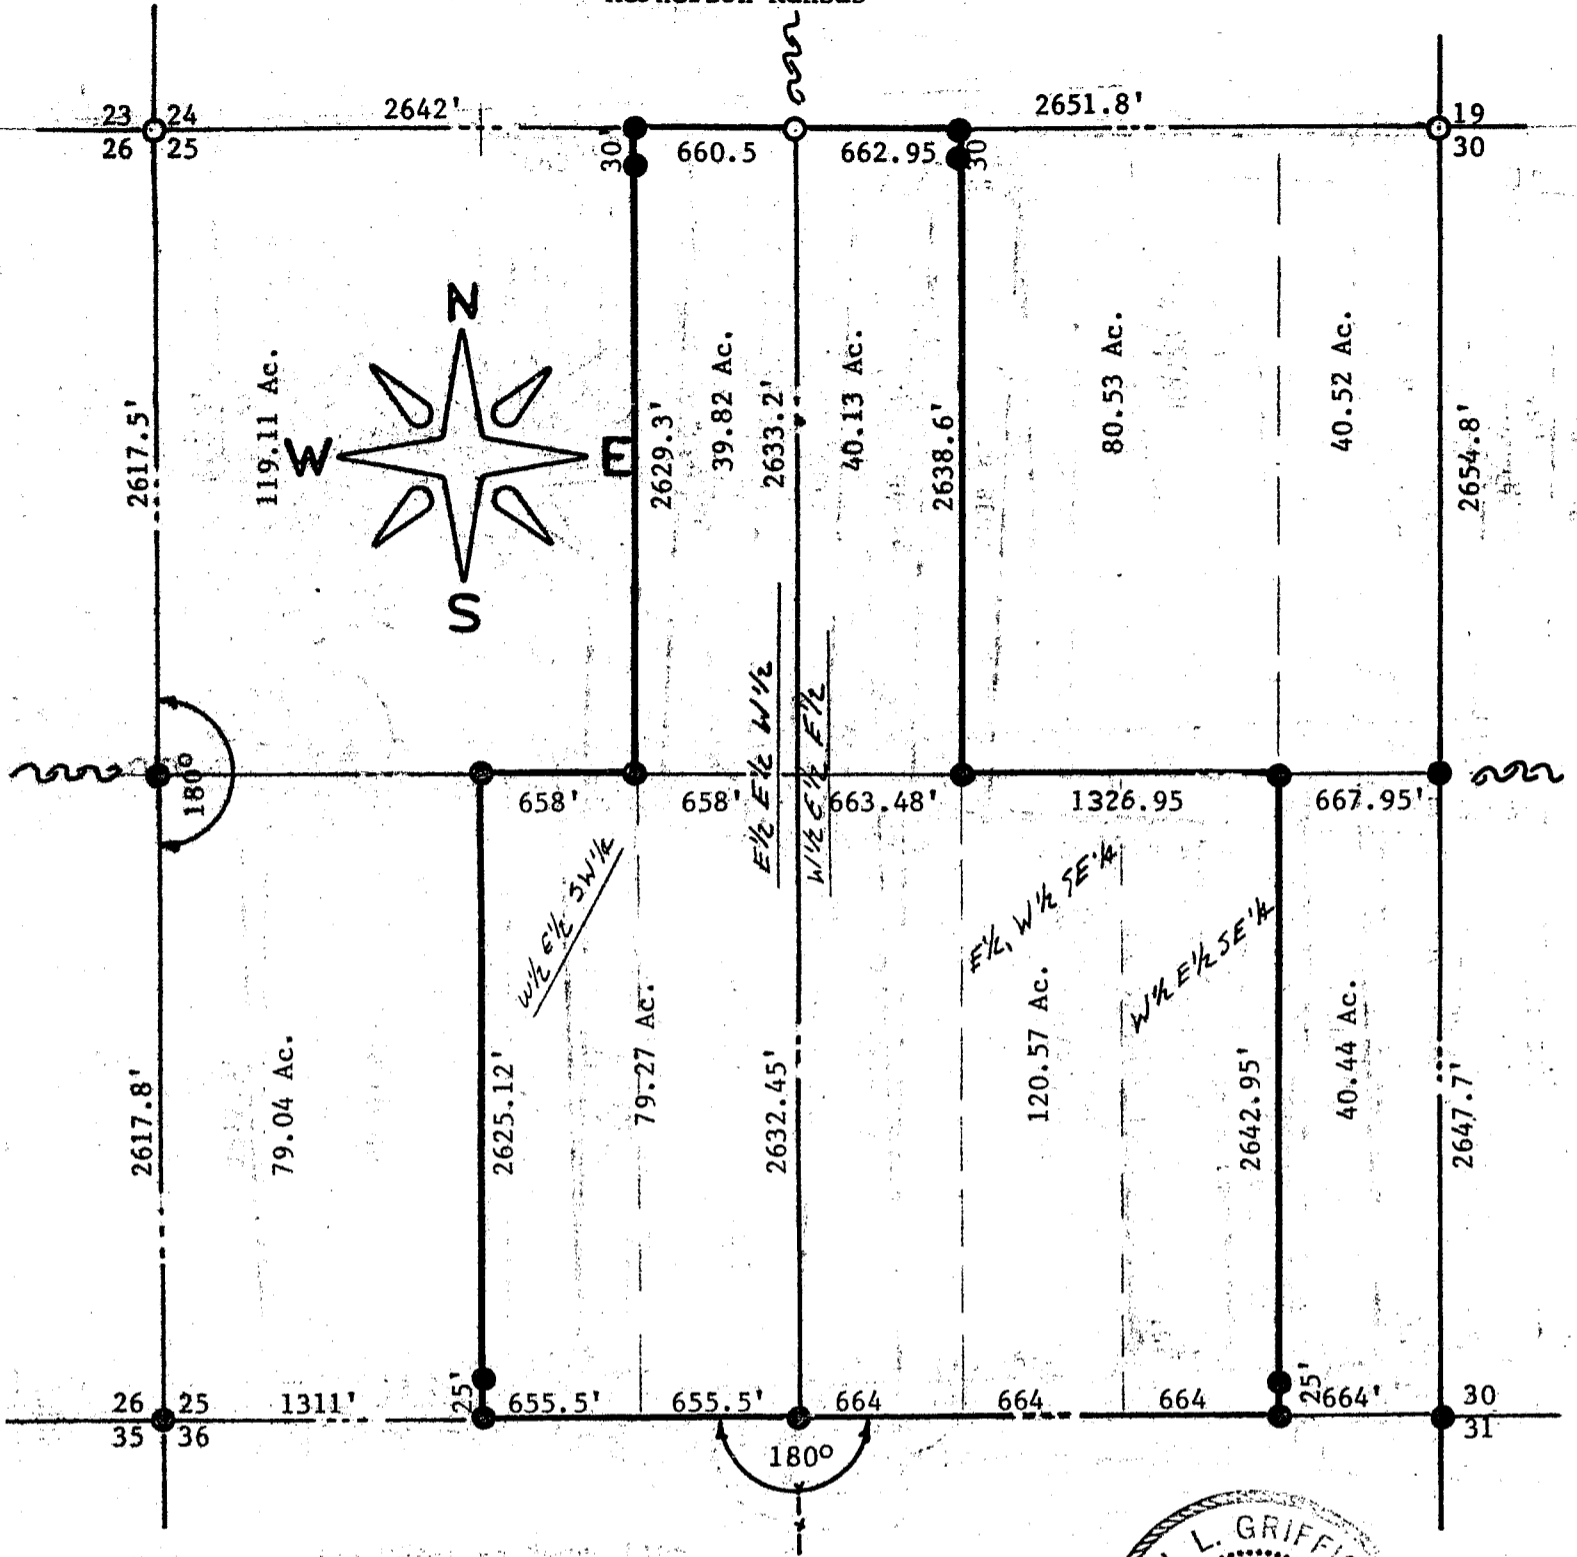 23 24
2642'
2651.8'
19
26 25
30'
660.5
662.95
30'
30
N
W
E
S
2617.5'
119.11 Ac.
2629.3'
39.82 Ac.
2633.2'
40.13 Ac.
2638.6'
80.53 Ac.
40.52 Ac.
2654.8'
180°
658'
658'
663.48'
1326.95
667.95'
E½ E½ W½
W½ E½ E½
W½ E½ SW¼
E½, W½ SE¼
W½ E½ SE¼
2617.8'
79.04 Ac.
2625.12'
79.27 Ac.
2632.45'
120.57 Ac.
2642.95'
40.44 Ac.
2647.7'
26 25
1311'
25'
655.5'
655.5'
664
664
664
25'
664'
30
35 36
31
180°
L. GRIFFI